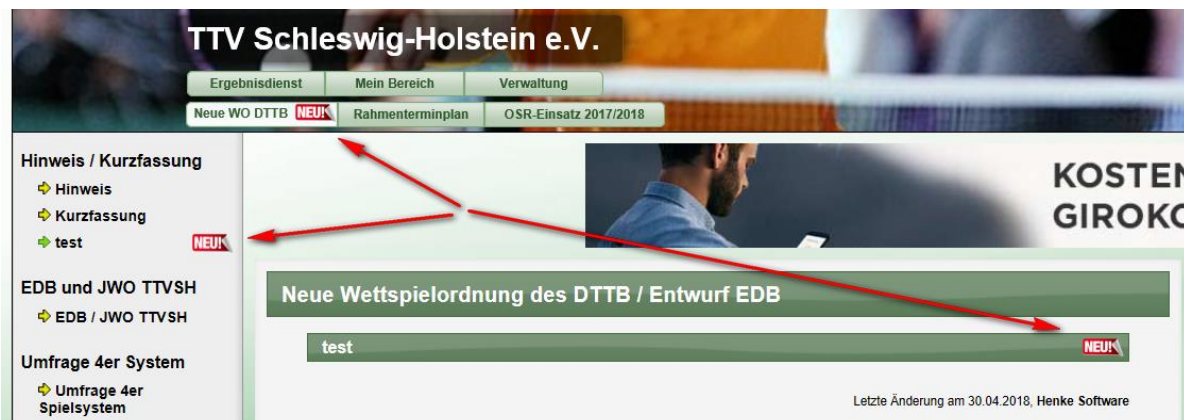 TTV Schleswig-Holstein e.V.
Ergebnisdienst Mein Bereich Verwaltung
Neue WO DTTB NEU! Rahmenterminplan OSR-Einsatz 2017/2018
Hinweis / Kurzfassung
Hinweis
Kurzfassung
test NEU!
EDB und JWO TTVSH
EDB / JWO TTVSH
Umfrage 4er System
Umfrage 4er
Spielsystem
KOSTEN
GIROKO
Neue Wettspielordnung des DTTB / Entwurf EDB
test NEU!
Letzte Änderung am 30.04.2018, Henke Software